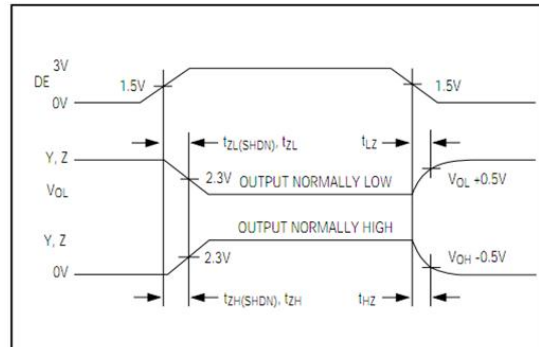 3V
DE
1.5V
1.5V
0V
tZL(SHDN), tZL
tLZ
Y, Z
2.3V
OUTPUT NORMALLY LOW
VOL +0.5V
VOL
OUTPUT NORMALLY HIGH
Y, Z
2.3V
VOH -0.5V
0V
tZH(SHDN), tZH
tHZ